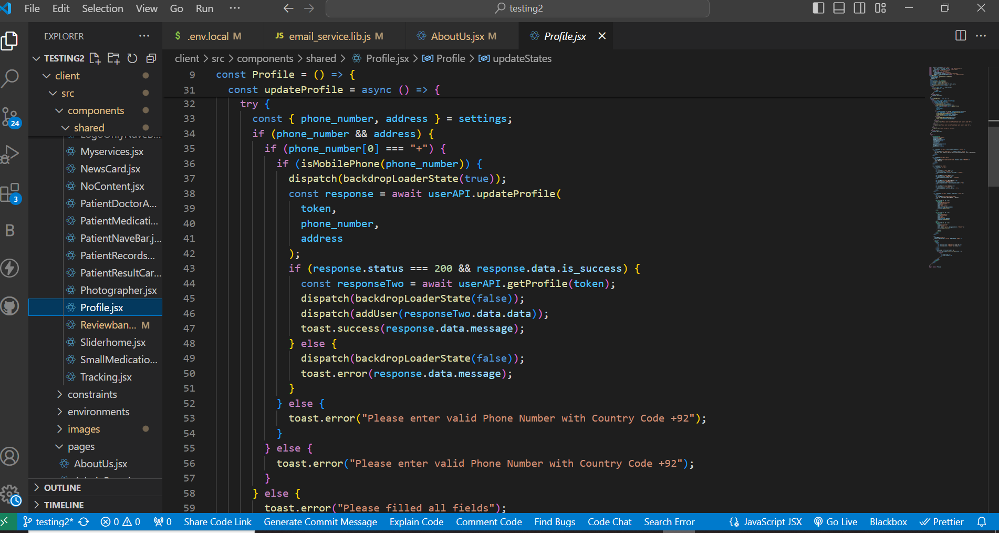 File Edit Selection View Go Run ···
testing2
EXPLORER ···
$ .env.local M
JS email_service.lib.js M
AboutUs.jsx M
Profile.jsx
TESTING2
client > src > components > shared > Profile.jsx > Profile > updateStates
client
src
components
shared
Myservices.jsx
NewsCard.jsx
NoContent.jsx
PatientDoctorA...
PatientMedicati...
PatientNaveBar.j...
PatientRecords...
PatientResultCar...
Photographer.jsx
Profile.jsx
Reviewban... M
Sliderhome.jsx
SmallMedicatio...
Tracking.jsx
constraints
environments
images
pages
AboutUs.jsx
OUTLINE
TIMELINE
24
3
B
9 const Profile = () => {
31 const updateProfile = async () => {
32 try {
33 const { phone_number, address } = settings;
34 if (phone_number && address) {
35 if (phone_number[0] === "+") {
36 if (isMobilePhone(phone_number)) {
37 dispatch(backdropLoaderState(true));
38 const response = await userAPI.updateProfile(
39 token,
40 phone_number,
41 address
42 );
43 if (response.status === 200 && response.data.is_success) {
44 const responseTwo = await userAPI.getProfile(token);
45 dispatch(backdropLoaderState(false));
46 dispatch(addUser(responseTwo.data.data));
47 toast.success(response.data.message);
48 } else {
49 dispatch(backdropLoaderState(false));
50 toast.error(response.data.message);
51 }
52 } else {
53 toast.error("Please enter valid Phone Number with Country Code +92");
54 }
55 } else {
56 toast.error("Please enter valid Phone Number with Country Code +92");
57 }
58 } else {
59 toast.error("Please filled all fields");
testing2* 0 0 0 Share Code Link Generate Commit Message Explain Code Comment Code Find Bugs Code Chat Search Error JavaScript JSX Go Live Blackbox Prettier